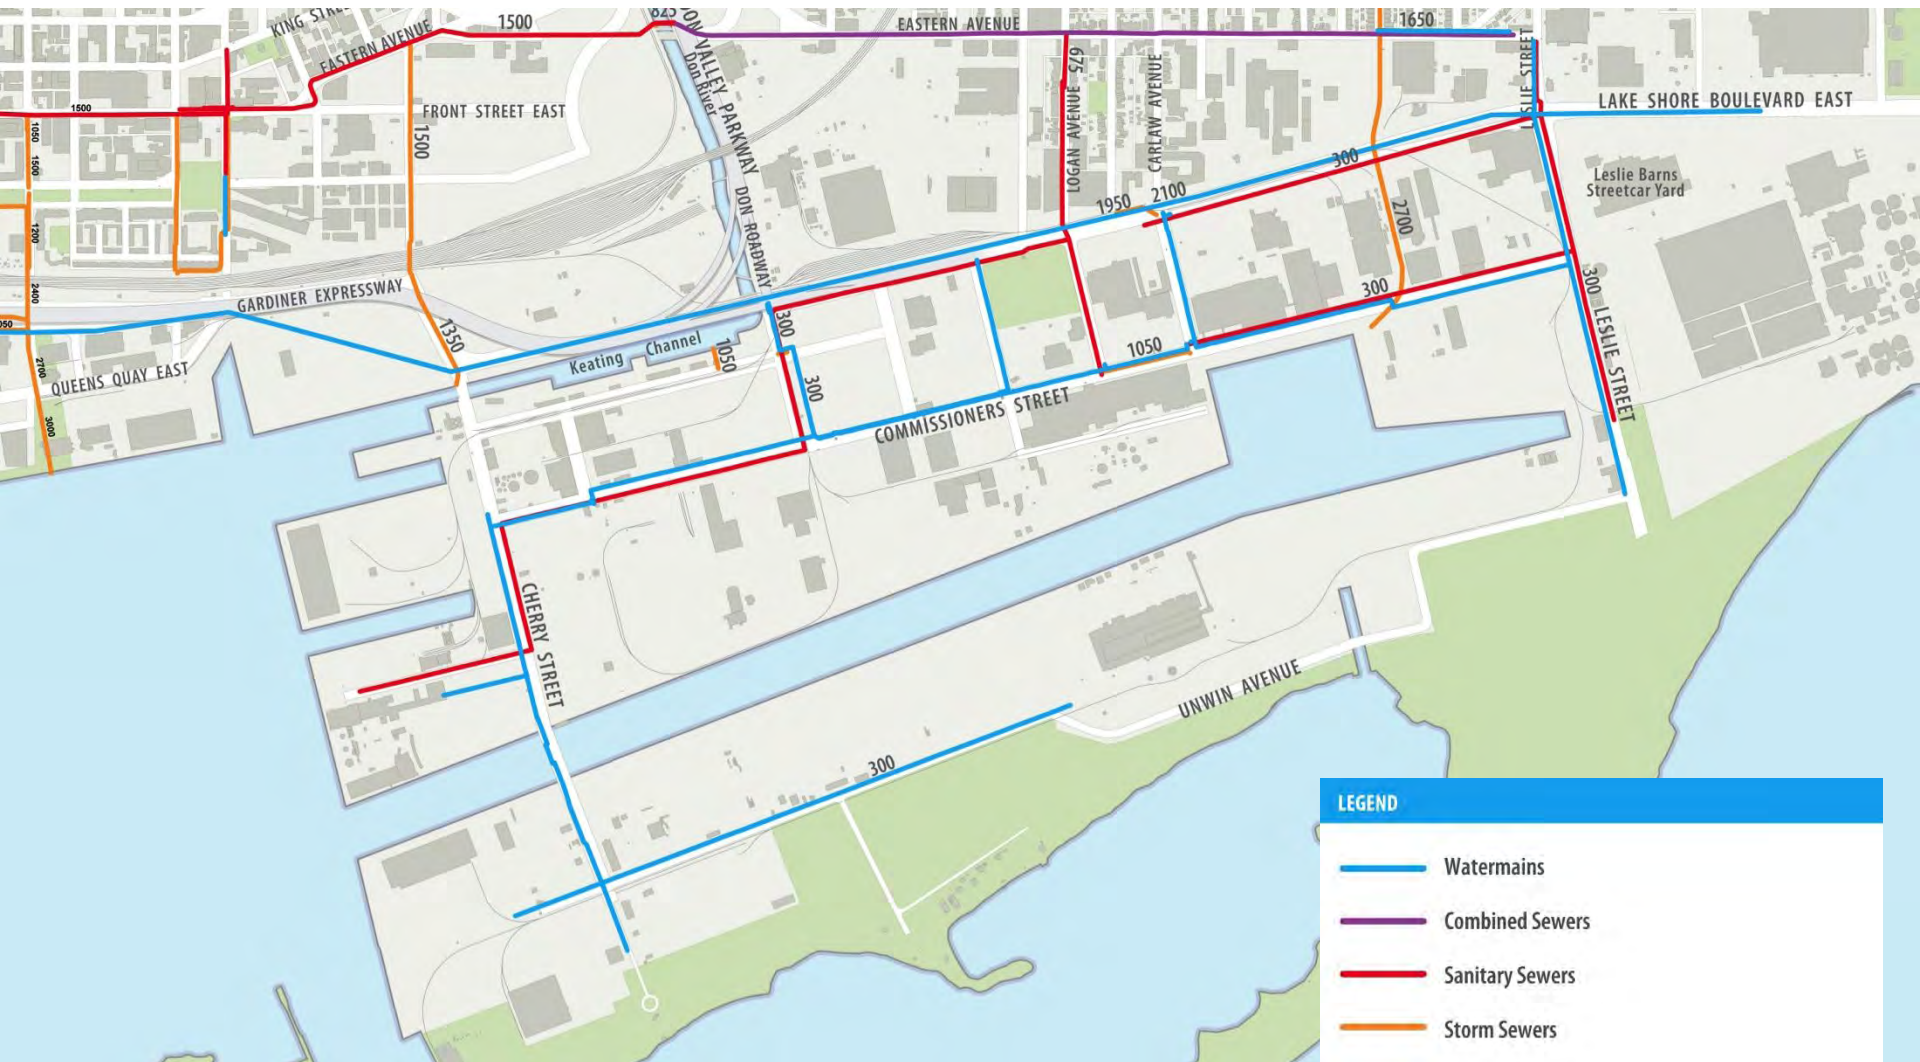 KING STRE
EASTERN AVENUE
1500
825
EASTERN AVENUE
1650
DON VALLEY PARKWAY
Don River
675
LOGAN AVENUE
CARLAW AVENUE
LESLIE STREET
LAKE SHORE BOULEVARD EAST
1500
FRONT STREET EAST
1500
1050
1500
1200
2400
050
2700
3000
DON ROADWAY
300
1950
2100
2700
Leslie Barns
Streetcar Yard
GARDINER EXPRESSWAY
1350
QUEENS QUAY EAST
Keating Channel
1050
300
300
1050
300
300
LESLIE STREET
COMMISSIONERS STREET
CHERRY STREET
UNWIN AVENUE
300
LEGEND
Watermains
Combined Sewers
Sanitary Sewers
Storm Sewers